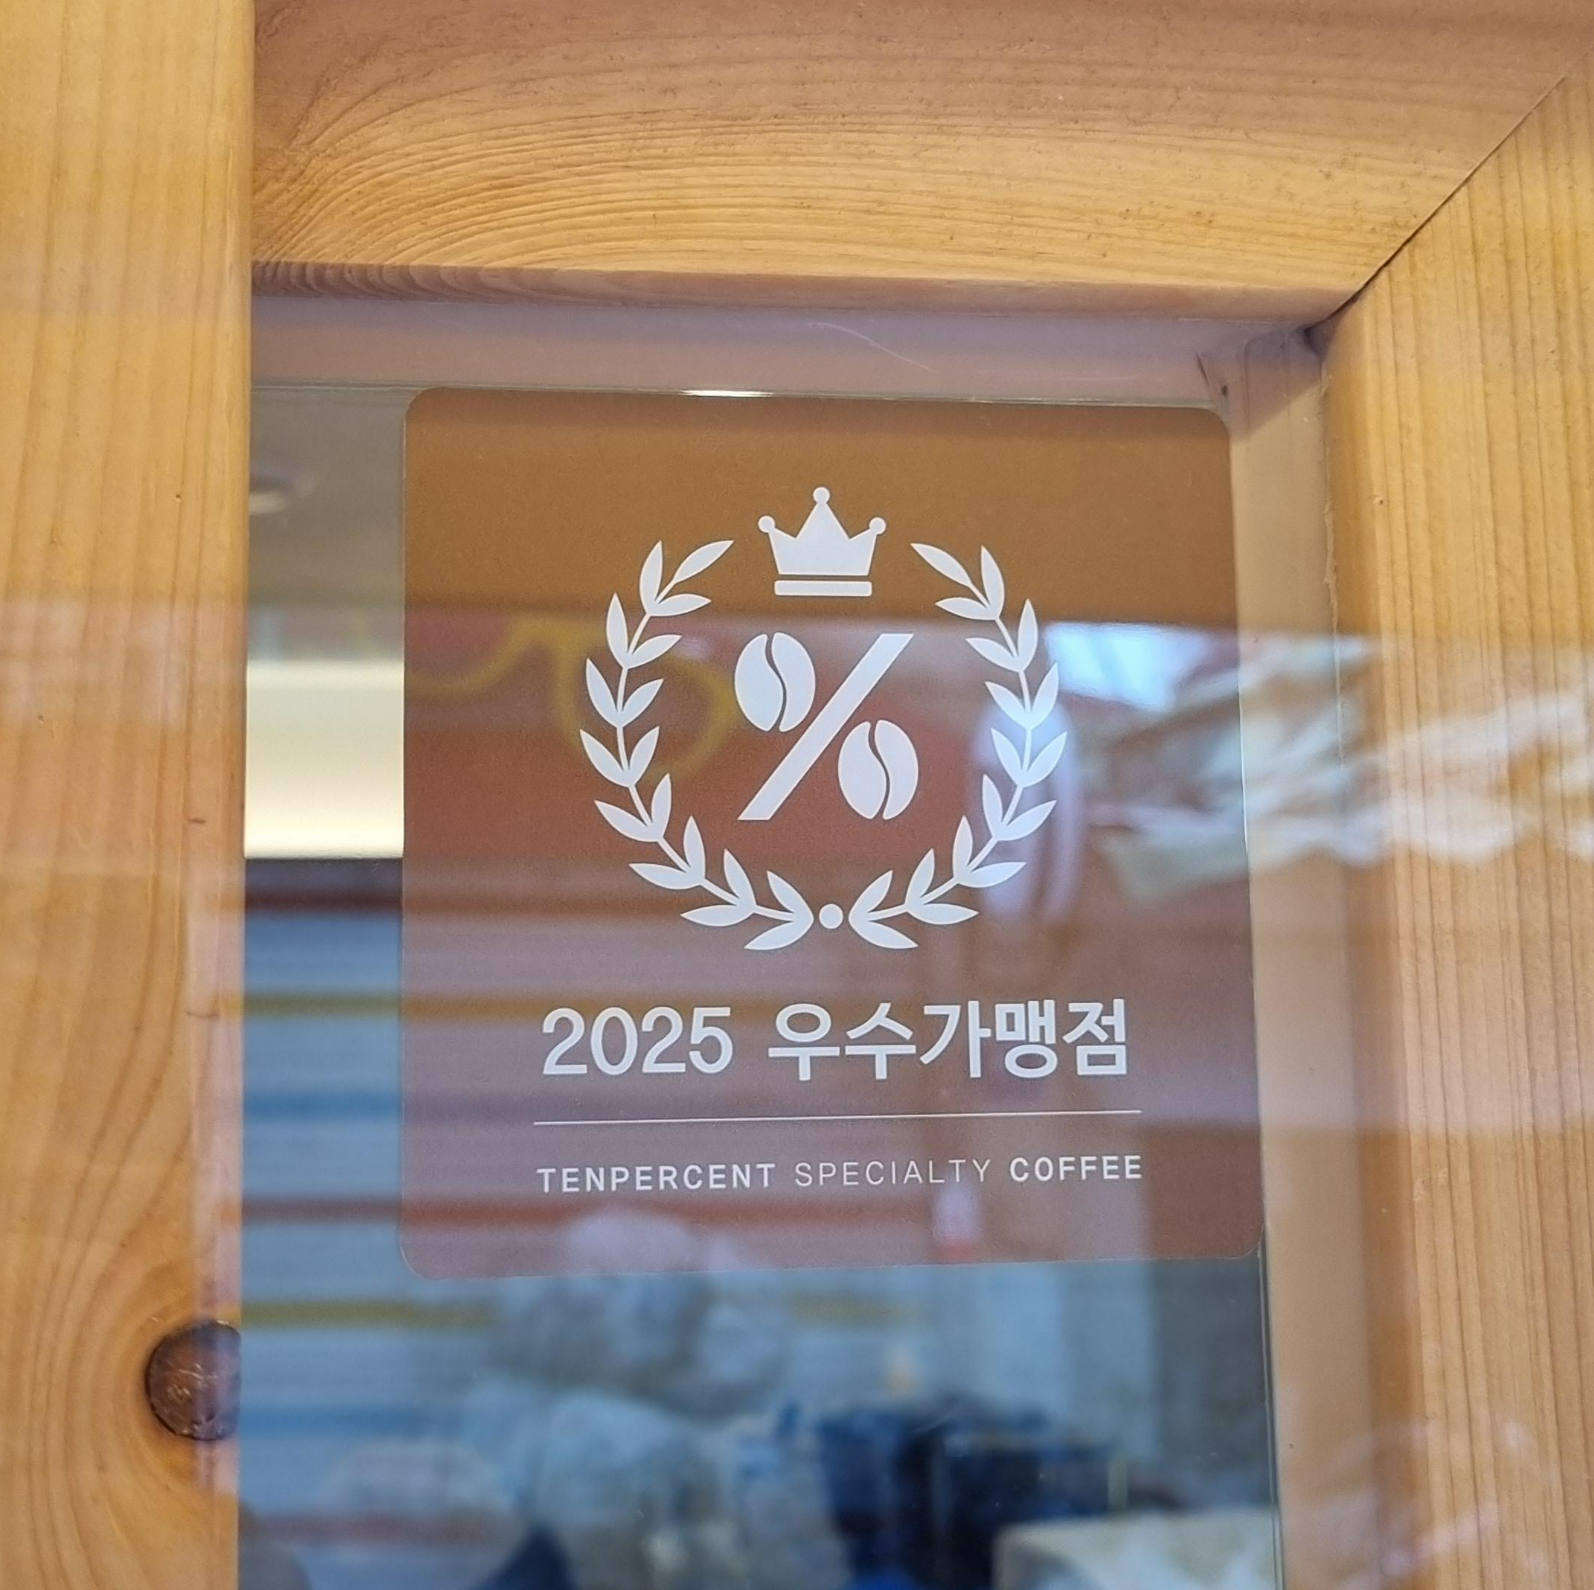 2025 우수가맹점
TENPERCENT SPECIALTY COFFEE